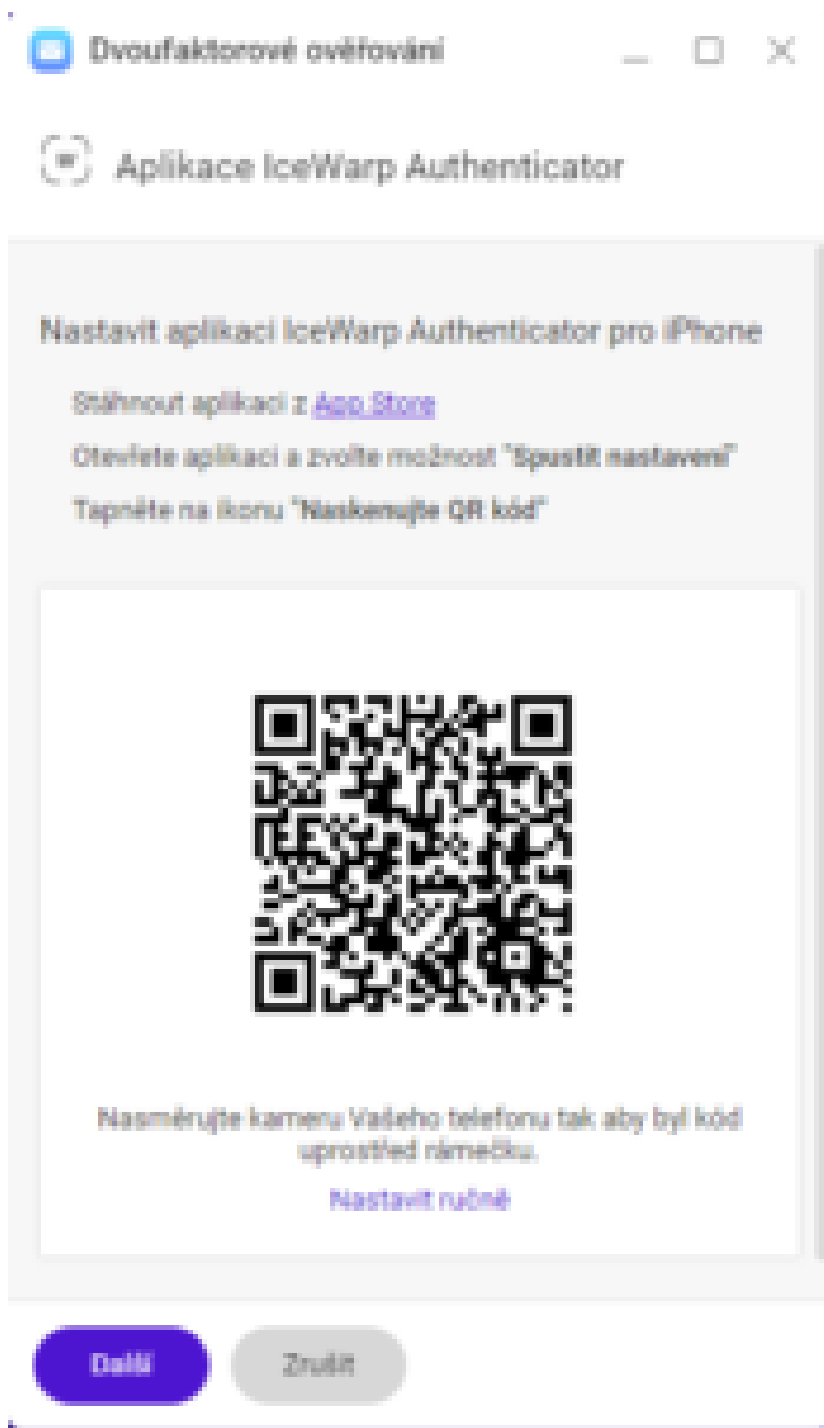 Dvoufaktorové ověřování
Aplikace IceWarp Authenticator
Nastavit aplikaci IceWarp Authenticator pro iPhone
Stáhnout aplikaci z App Store
Otevřete aplikaci a zvolte možnost "Spustit nastavení"
Tapněte na ikonu "Naskenujte QR kód"
Nasměrujte kameru Vašeho telefonu tak aby byl kód
uprostřed rámečku.
Nastavit ručně
Další
Zrušit